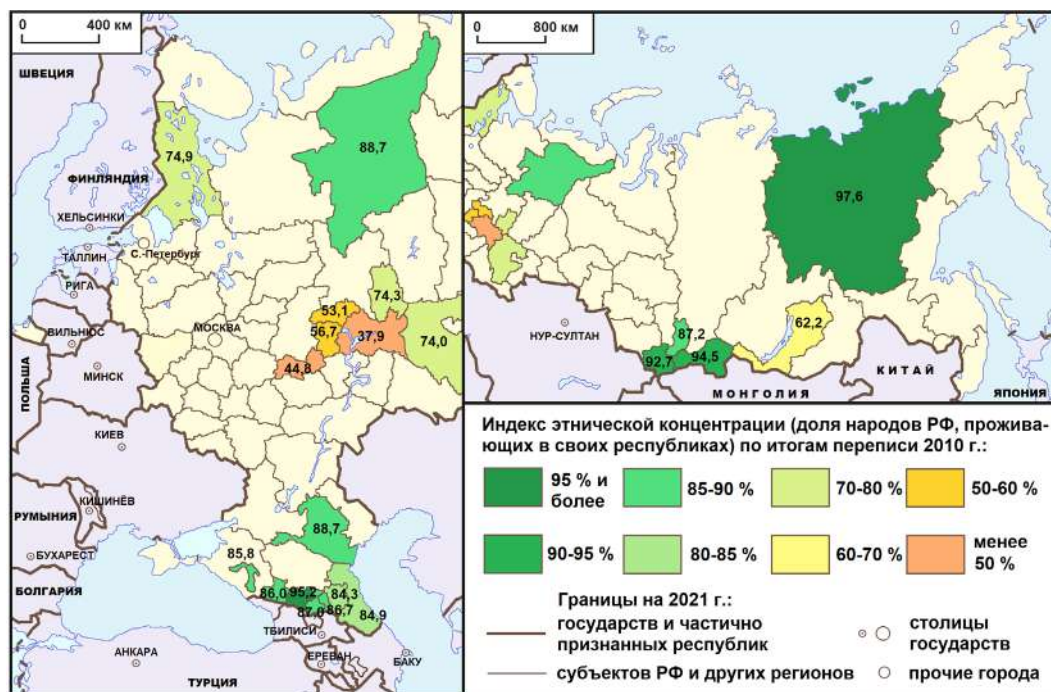 0 400 км
ШВЕЦИЯ
ФИНЛЯНДИЯ
ХЕЛЬСИНКИ
ТАЛЛИН
РИГА
ВИЛЬНЮС
ПОЛЬША
МИНСК
КИЕВ
КИШИНЁВ
РУМЫНИЯ
БУХАРЕСТ
БОЛГАРИЯ
АНКАРА
ТУРЦИЯ
С.-Петербург
МОСКВА
74,9
88,7
74,3
53,1
56,7
37,9
74,0
44,8
88,7
85,8
86,0
95,2
84,3
86,7
84,9
ТБИЛИСИ
ЕРЕВАН
БАКУ
0 800 км
97,6
НУР-СУЛТАН
87,2
92,7
94,5
62,2
МОНГОЛИЯ
КИТАЙ
ЯПОНИЯ
Индекс этнической концентрации (доля народов РФ, прожива-
ющих в своих республиках) по итогам переписи 2010 г.:
95 % и более
85-90 %
70-80 %
50-60 %
90-95 %
80-85 %
60-70 %
менее 50 %
Границы на 2021 г.:
государств и частично
признанных республик
столицы
государств
субъектов РФ и других регионов
прочие города